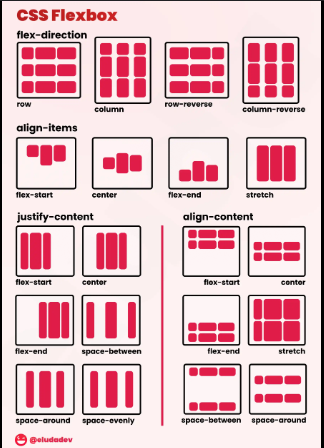 CSS Flexbox
flex-direction
row
column
row-reverse
column-reverse
align-items
flex-start
center
flex-end
stretch
justify-content
flex-start
center
flex-end
space-between
space-around
space-evenly
align-content
flex-start
center
flex-end
stretch
space-between
space-around
@eludadev